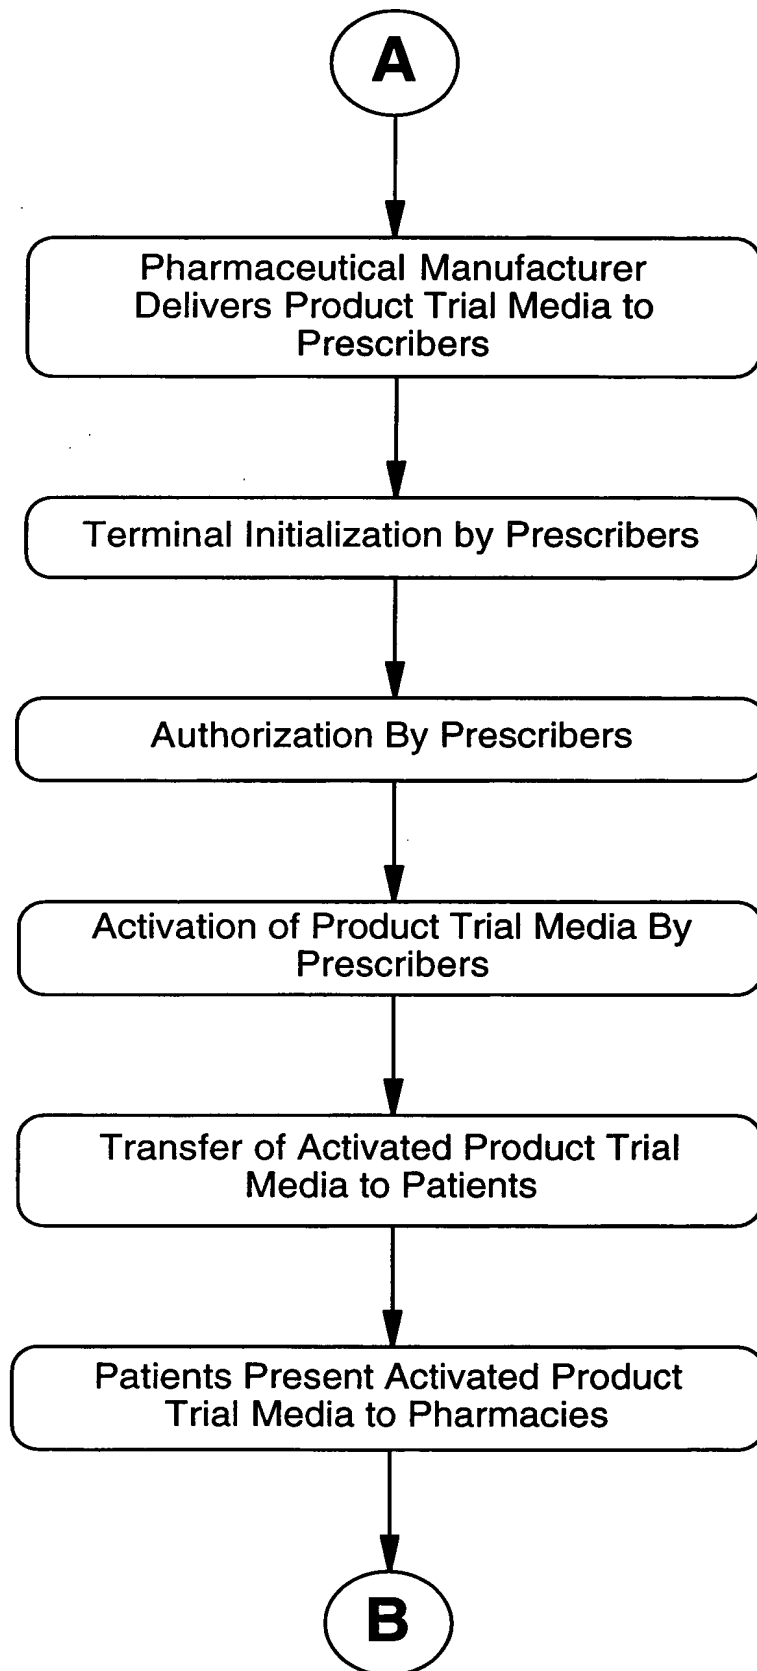 A
Pharmaceutical Manufacturer
Delivers Product Trial Media to
Prescribers
Terminal Initialization by Prescribers
Authorization By Prescribers
Activation of Product Trial Media By
Prescribers
Transfer of Activated Product Trial
Media to Patients
Patients Present Activated Product
Trial Media to Pharmacies
B